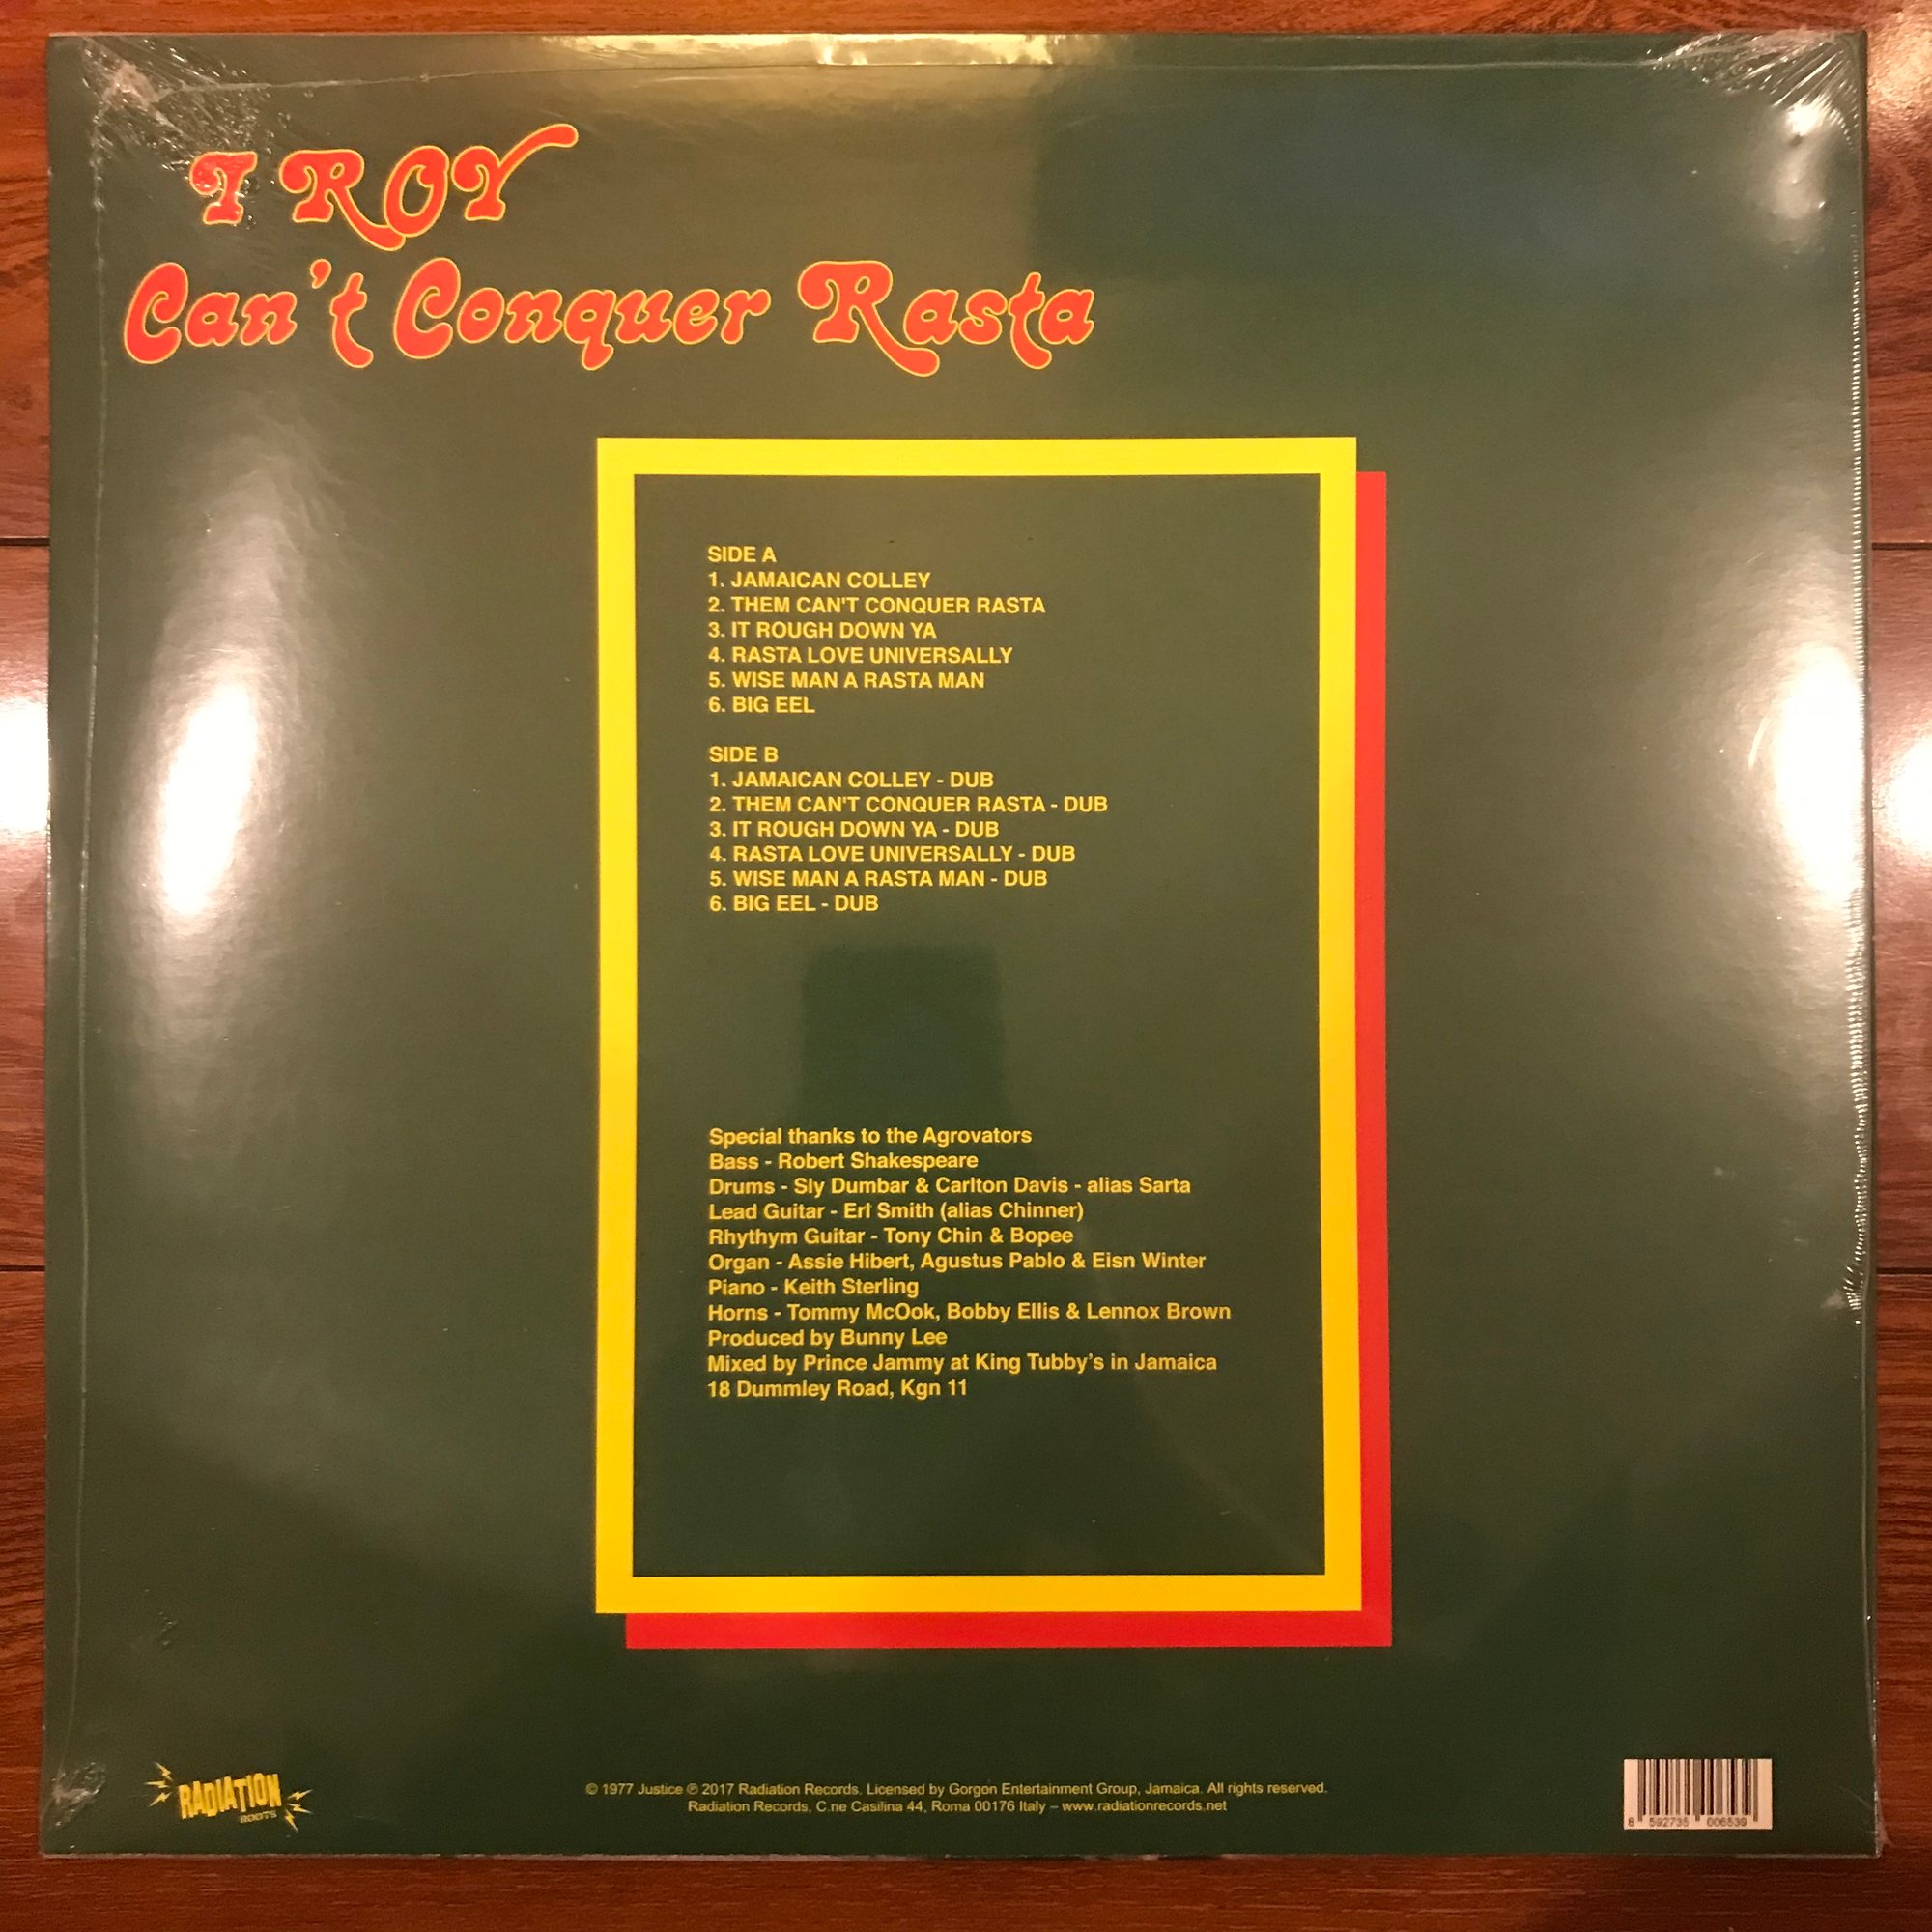 I ROY
Can't Conquer Rasta
SIDE A
1. JAMAICAN COLLEY
2. THEM CAN'T CONQUER RASTA
3. IT ROUGH DOWN YA
4. RASTA LOVE UNIVERSALLY
5. WISE MAN A RASTA MAN
6. BIG EEL
SIDE B
1. JAMAICAN COLLEY - DUB
2. THEM CAN'T CONQUER RASTA - DUB
3. IT ROUGH DOWN YA - DUB
4. RASTA LOVE UNIVERSALLY - DUB
5. WISE MAN A RASTA MAN - DUB
6. BIG EEL - DUB
Special thanks to the Agrovators
Bass - Robert Shakespeare
Drums - Sly Dumbar & Carlton Davis - alias Sarta
Lead Guitar - Erl Smith (alias Chinner)
Rhythym Guitar - Tony Chin & Bopee
Organ - Assie Hibert, Agustus Pablo & Eisn Winter
Piano - Keith Sterling
Horns - Tommy McOok, Bobby Ellis & Lennox Brown
Produced by Bunny Lee
Mixed by Prince Jammy at King Tubby's in Jamaica
18 Dummley Road, Kgn 11
RADIATION
ROOTS
© 1977 Justice ℗ 2017 Radiation Records. Licensed by Gorgon Entertainment Group, Jamaica. All rights reserved.
Radiation Records, C.ne Casilina 44, Roma 00176 Italy – www.radiationrecords.net
8 592735 006539